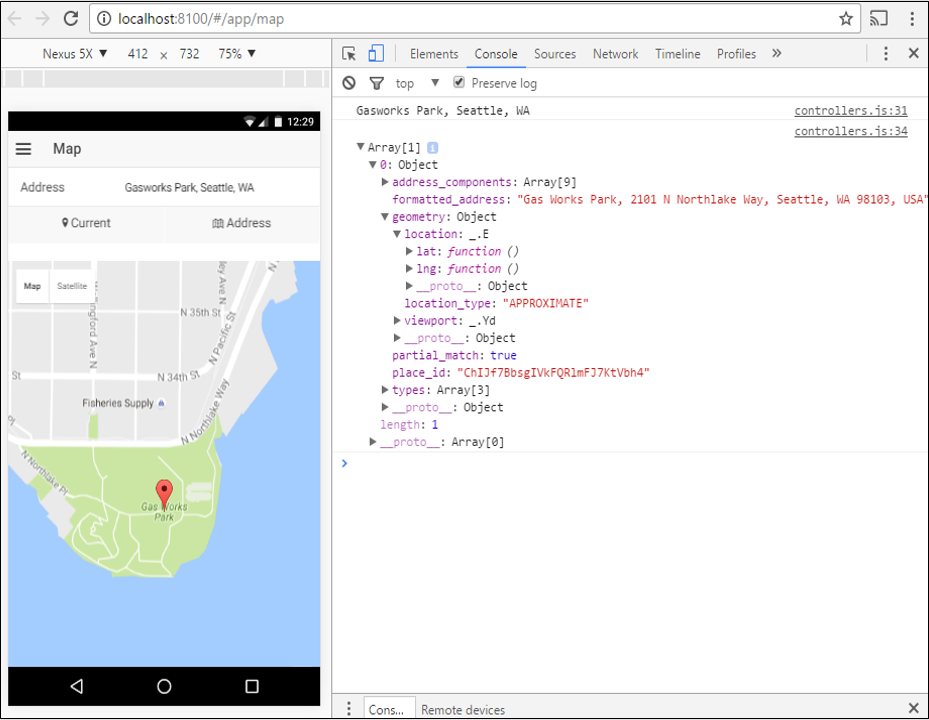 localhost:8100/#/app/map
Nexus 5X ▼ 412 × 732 75% ▼
Elements Console Sources Network Timeline Profiles »
top ▼ Preserve log
12:29
Map
Address Gasworks Park, Seattle, WA
Current Address
Map Satellite
N 35th St
N Pacific St
N 34th St
St
Fisheries Supply
N Northlake Way
N Northlake Pl
Pl
Gas Works
Park
Gasworks Park, Seattle, WA controllers.js:31
controllers.js:34
▼Array[1] i
▼0: Object
▶address_components: Array[9]
formatted_address: "Gas Works Park, 2101 N Northlake Way, Seattle, WA 98103, USA"
▼geometry: Object
▼location: _.E
▶lat: function ()
▶lng: function ()
▶__proto__: Object
location_type: "APPROXIMATE"
▶viewport: _.Yd
▶__proto__: Object
partial_match: true
place_id: "ChIJf7BbsgIVkFQRlmFJ7KtVbh4"
▶types: Array[3]
▶__proto__: Object
length: 1
▶__proto__: Array[0]
Cons... Remote devices